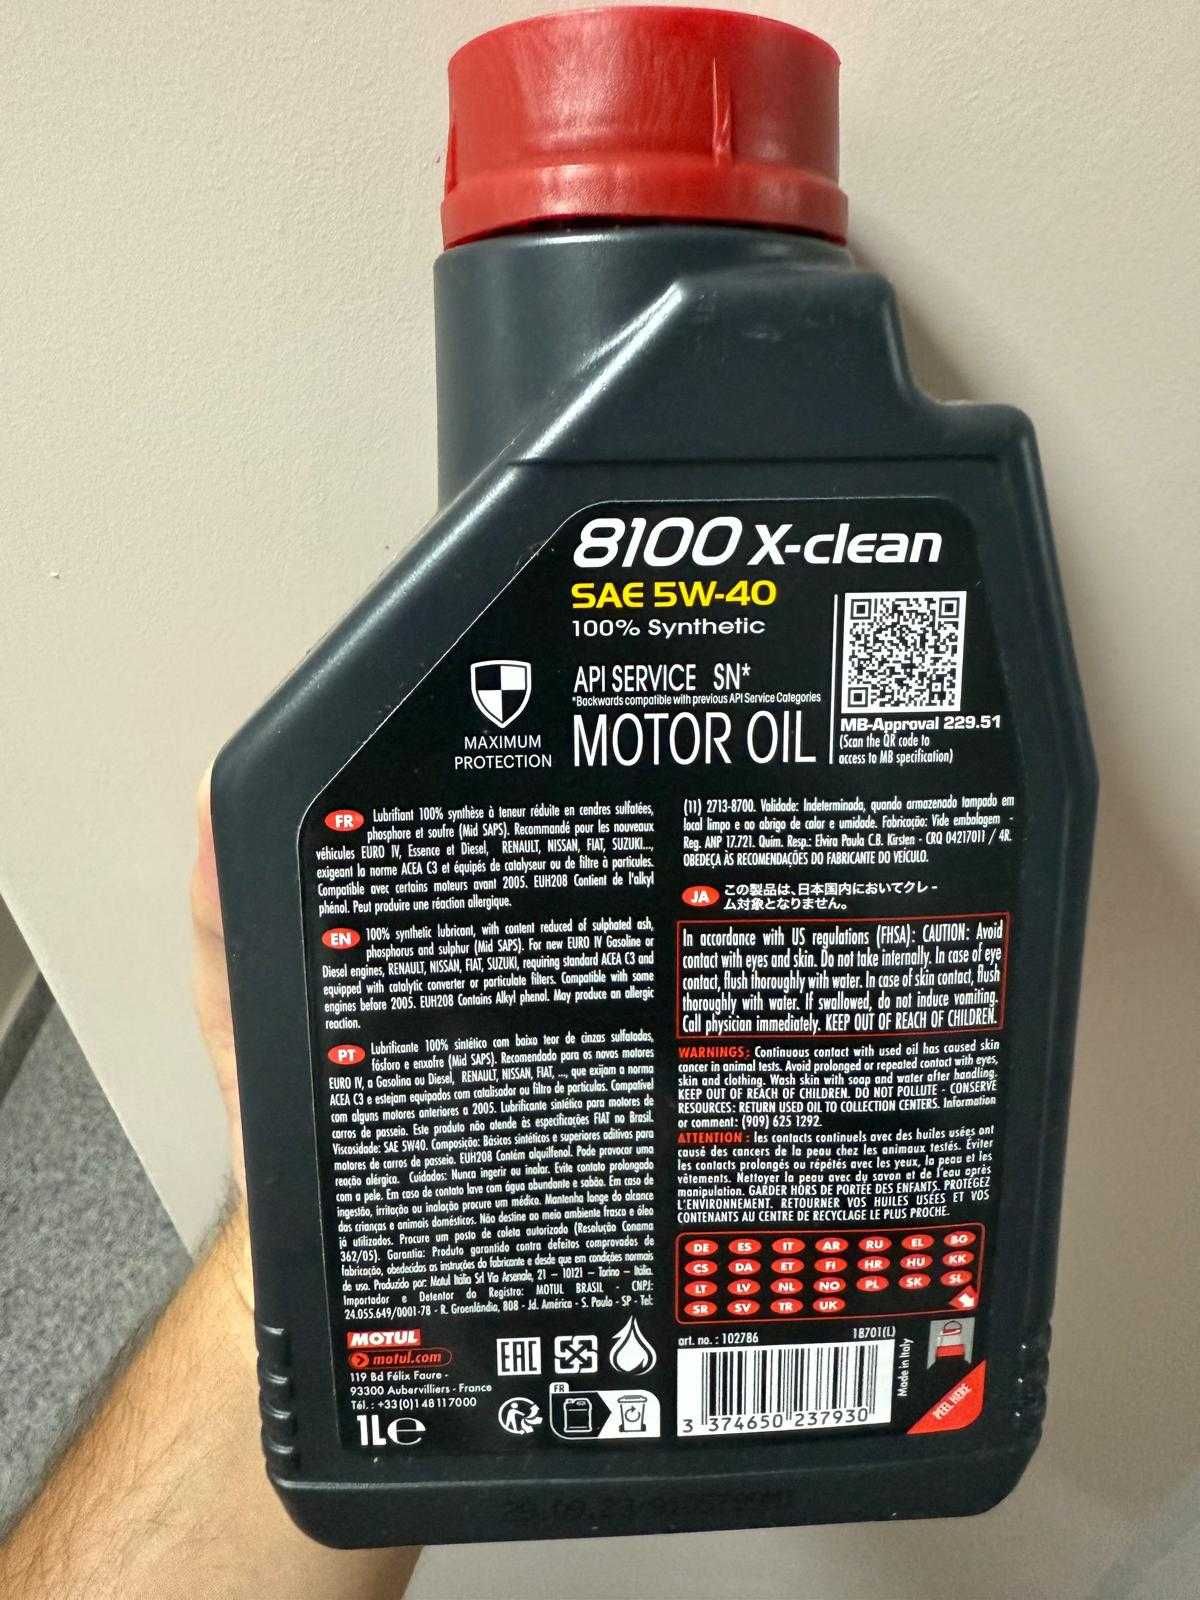 8100 X-clean
SAE 5W-40
100% Synthetic
API SERVICE SN*
*Backwards compatible with previous API Service Categories
MOTOR OIL
MAXIMUM
PROTECTION
MB-Approval 229.51
(Scan the QR code to
access to MB specification)
FR Lubrifiant 100% synthèse à teneur réduite en cendres sulfatées,
phosphore et soufre (Mid SAPS). Recommandé pour les nouveaux
véhicules EURO IV, Essence et Diesel, RENAULT, NISSAN, FIAT, SUZUKI...,
exigeant la norme ACEA C3 et équipés de catalyseur ou de filtre à particules.
Compatible avec certains moteurs avant 2005. EUH208 Contient de l'alkyl
phénol. Peut produire une réaction allergique.
EN 100% synthetic lubricant, with content reduced of sulphated ash,
phosphorus and sulphur (Mid SAPS). For new EURO IV Gasoline or
Diesel engines, RENAULT, NISSAN, FIAT, SUZUKI, requiring standard ACEA C3 and
equipped with catalytic converter or particulate filters. Compatible with some
engines before 2005. EUH208 Contains Alkyl phenol. May produce an allergic
reaction.
PT Lubrificante 100% sintético com baixa teor de cinzas sulfatadas,
fósforo e enxofre (Mid SAPS). Recomendado para os novos motores
EURO IV, a Gasolina ou Diesel, RENAULT, NISSAN, FIAT, ..., que exijam a norma
ACEA C3 e estejam equipados com catalisador ou filtro de partículas. Compatível
com alguns motores anteriores a 2005. Lubrificante sintético para motores de
carros de passeio. Este produto não atende às especificações FIAT no Brasil.
Viscosidade: SAE 5W40. Composição: Básicos sintéticos e superiores aditivas para
motores de carros de passeio. EUH208 Contém alquilfenol. Pode provocar uma
reação alérgica. Cuidados: Nunca ingerir ou inalar. Evite contato prolongado
com a pele. Em caso de contato lave com água abundante e sabão. Em caso de
ingestão, irritação ou inalação procure um médico. Mantenha longe do alcance
das crianças e animais domésticos. Não destine ao meio ambiente frasco e óleo
já utilizados. Procure um posto de coleta autorizado (Resolução Conama
362/05). Garantia: Produto garantido contra defeitos comprovados de
fabricação, obedecidas as instruções do fabricante e desde que em condições normais
de uso. Produzido por: Motul Italia Srl Via Arsenale, 21 – 10121 – Torino – Italia.
Importador e Detentor do Registro: MOTUL BRASIL - CNPJ:
24.055.649/0001-78 - R. Groenlândia, 808 - Jd. América - S. Paulo - SP - Tel:
(11) 2713-8700. Validade: Indeterminada, quando armazenado tampado em
local limpo e ao abrigo de calor e umidade. Fabricação: Vide embalagem -
Reg. ANP 17.721. Quím. Resp.: Elvira Paula C.B. Kirsten - CRQ 04217011 / 4R.
OBEDEÇA ÀS RECOMENDAÇÕES DO FABRICANTE DO VEÍCULO.
JA この製品は、日本国内においてクレー
ム対象となりません。
In accordance with US regulations (FHSA): CAUTION: Avoid
contact with eyes and skin. Do not take internally. In case of eye
contact, flush thoroughly with water. In case of skin contact, flush
thoroughly with water. If swallowed, do not induce vomiting.
Call physician immediately. KEEP OUT OF REACH OF CHILDREN.
WARNINGS: Continuous contact with used oil has caused skin
cancer in animal tests. Avoid prolonged or repeated contact with eyes,
skin and clothing. Wash skin with soap and water after handling.
KEEP OUT OF REACH OF CHILDREN. DO NOT POLLUTE - CONSERVE
RESOURCES: RETURN USED OIL TO COLLECTION CENTERS. Information
or comment: (909) 625 1292.
ATTENTION : les contacts continuels avec des huiles usées ont
causé des cancers de la peau chez les animaux testés. Éviter
les contacts prolongés ou répétés avec les yeux, la peau et les
vêtements. Nettoyer la peau avec du savon et de l'eau après
manipulation. GARDER HORS DE PORTÉE DES ENFANTS. PROTÉGEZ
L'ENVIRONNEMENT. RETOURNER VOS HUILES USÉES ET VOS
CONTENANTS AU CENTRE DE RECYCLAGE LE PLUS PROCHE.
DE ES IT AR RU EL BG
CS DA ET FI HR HU KK
LT LV NL NO PL SK SL
SR SV TR UK
MOTUL
motul.com
119 Bd Félix Faure -
93300 Aubervilliers - France
Tél. : +33(0)148117000
1L e
EAC
FR
art. no. : 102786
18701(L)
3 374650 237930
Made in Italy
PEEL HERE